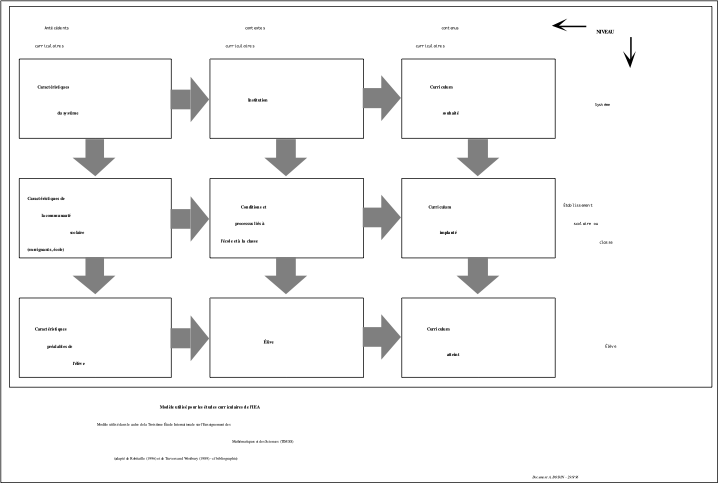 Antécédents
curriculaires
contextes
curriculaires
contenus
curriculaires
NIVEAU
Caractéristiques
du système
Institution
Curriculum
souhaité
Système
Caractéristiques de
la communauté
scolaire
(enseignants, école)
Conditions et
processus liés à
l'école et à la classe
Curriculum
implanté
Établissement
scolaire ou
Classe
Caractéristiques
préalables de
l'élève
Élève
Curriculum
atteint
Élève
Modèle utilisé pour les études curriculaires de l'IEA
Modèle utilisé dans le cadre de la Troisième Étude Internationale sur l'Enseignement des
Mathématiques et des Sciences (TIMSS)
(adapté de Robitaille (1996) et de Travers and Westbury (1989) - cf bibliographie)
Document A. BODIN -